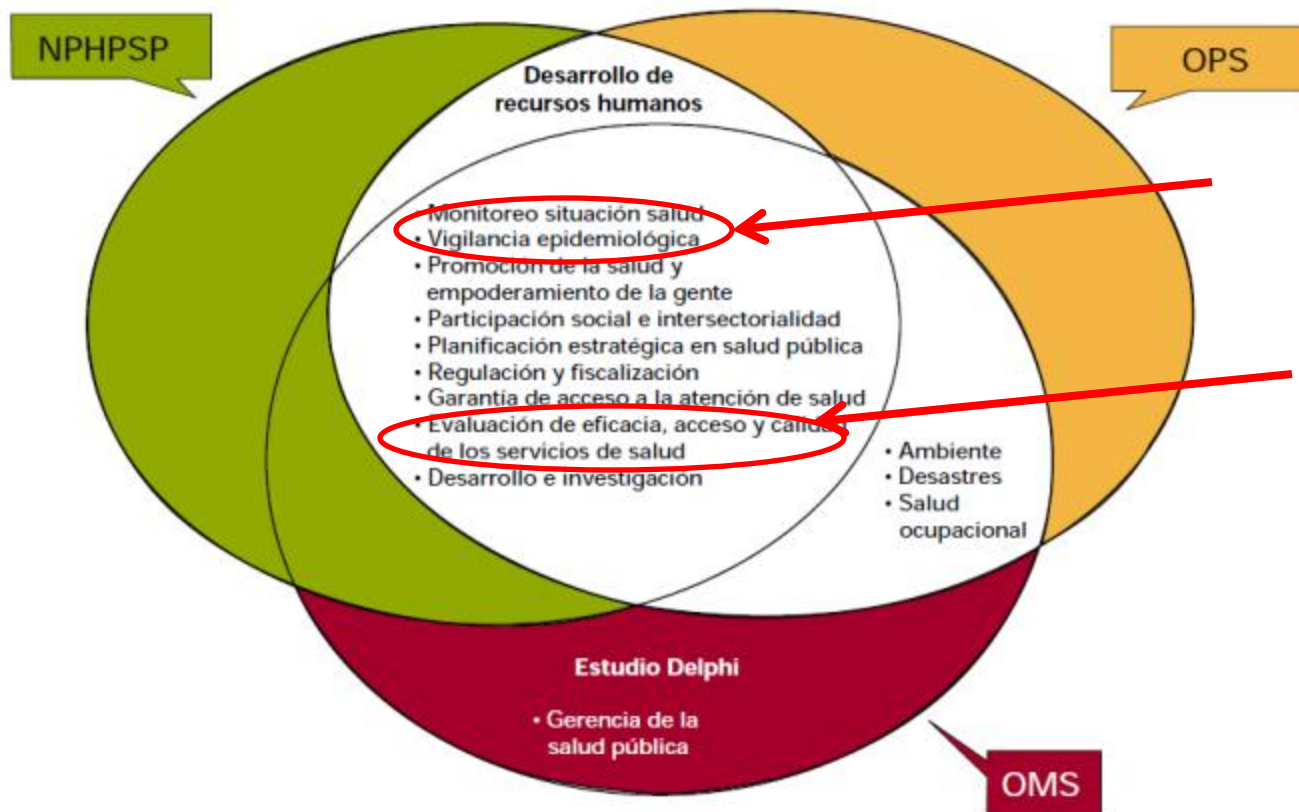 NPHPSP
OPS
Desarrollo de
recursos humanos
• Monitoreo situación salud
• Vigilancia epidemiológica
• Promoción de la salud y
empoderamiento de la gente
• Participación social e intersectorialidad
• Planificación estratégica en salud pública
• Regulación y fiscalización
• Garantía de acceso a la atención de salud
• Evaluación de eficacia, acceso y calidad
de los servicios de salud
• Desarrollo e investigación
• Ambiente
• Desastres
• Salud
ocupacional
Estudio Delphi
• Gerencia de la
salud pública
OMS